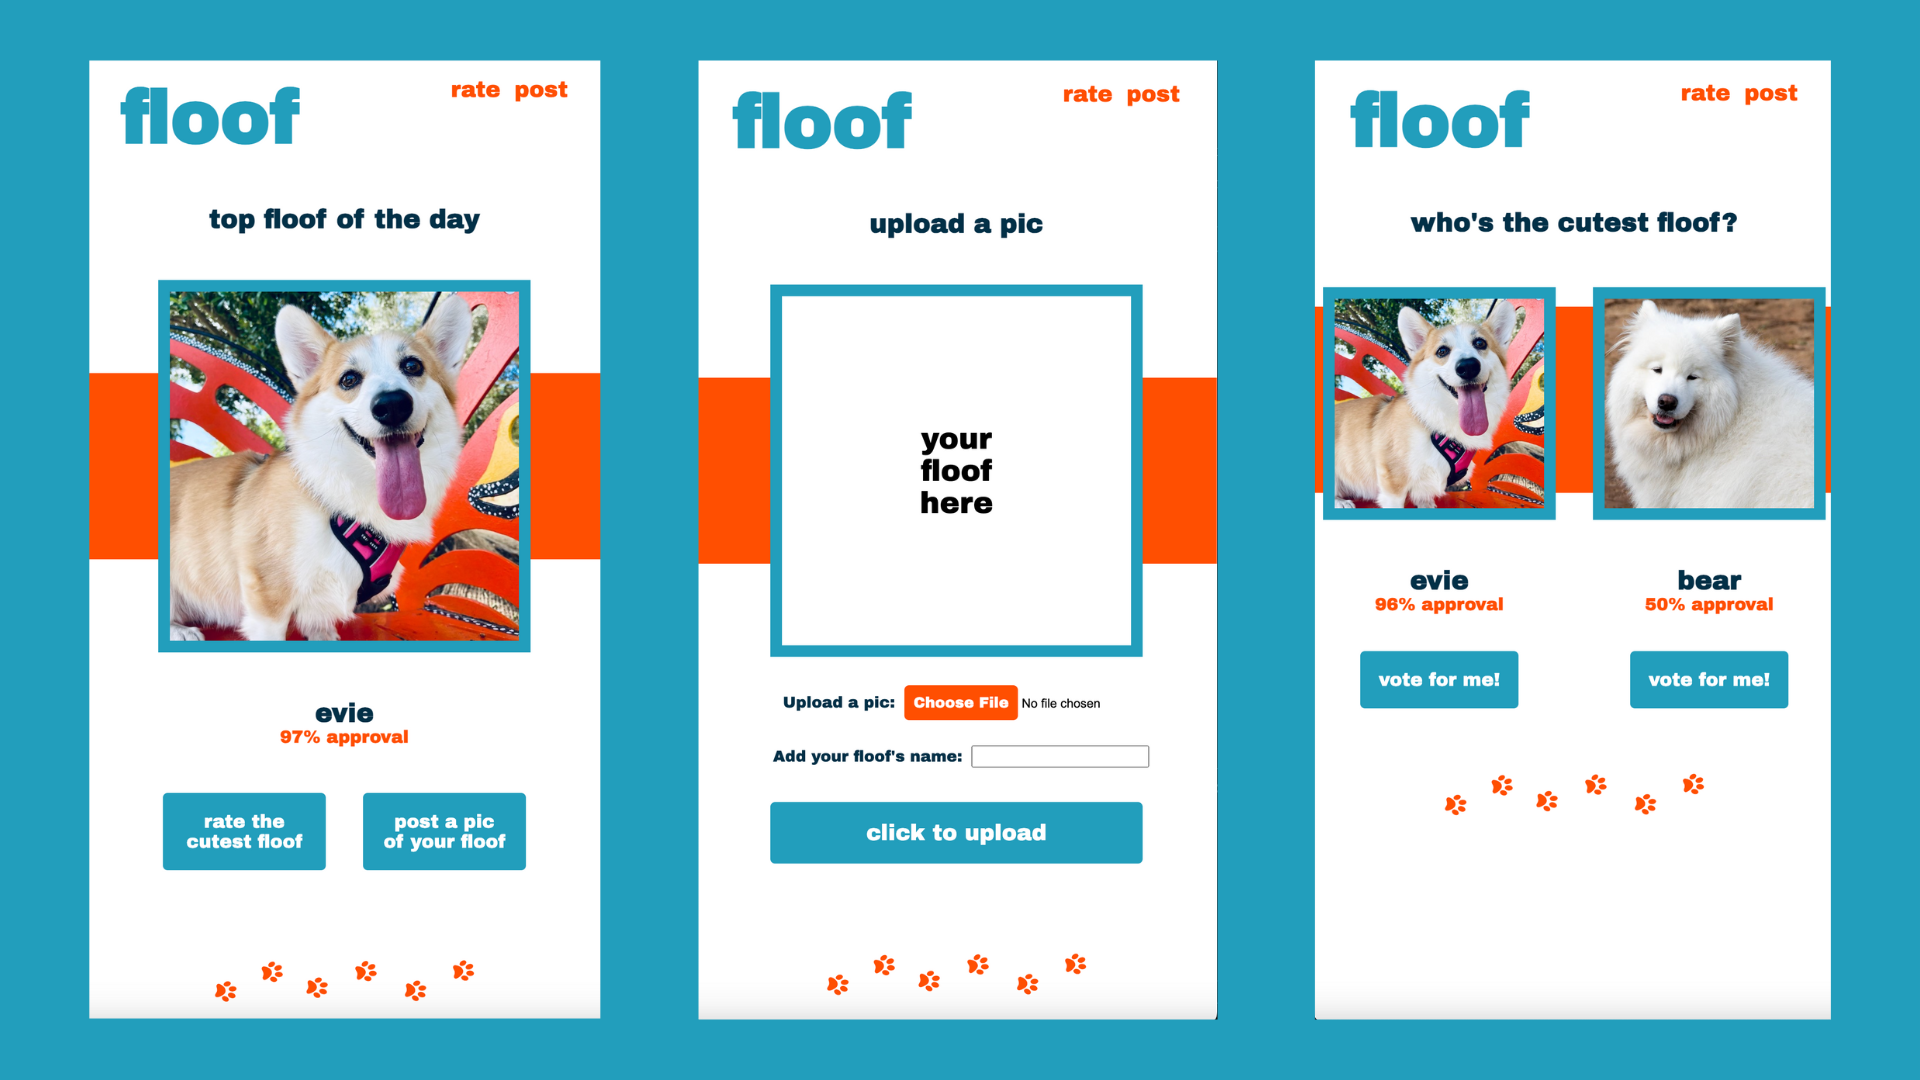 floof
rate post
top floof of the day
evie
97% approval
rate the
cutest floof
post a pic
of your floof
floof
rate post
upload a pic
your
floof
here
Upload a pic: Choose File No file chosen
Add your floof's name:
click to upload
floof
rate post
who's the cutest floof?
evie
96% approval
vote for me!
bear
50% approval
vote for me!